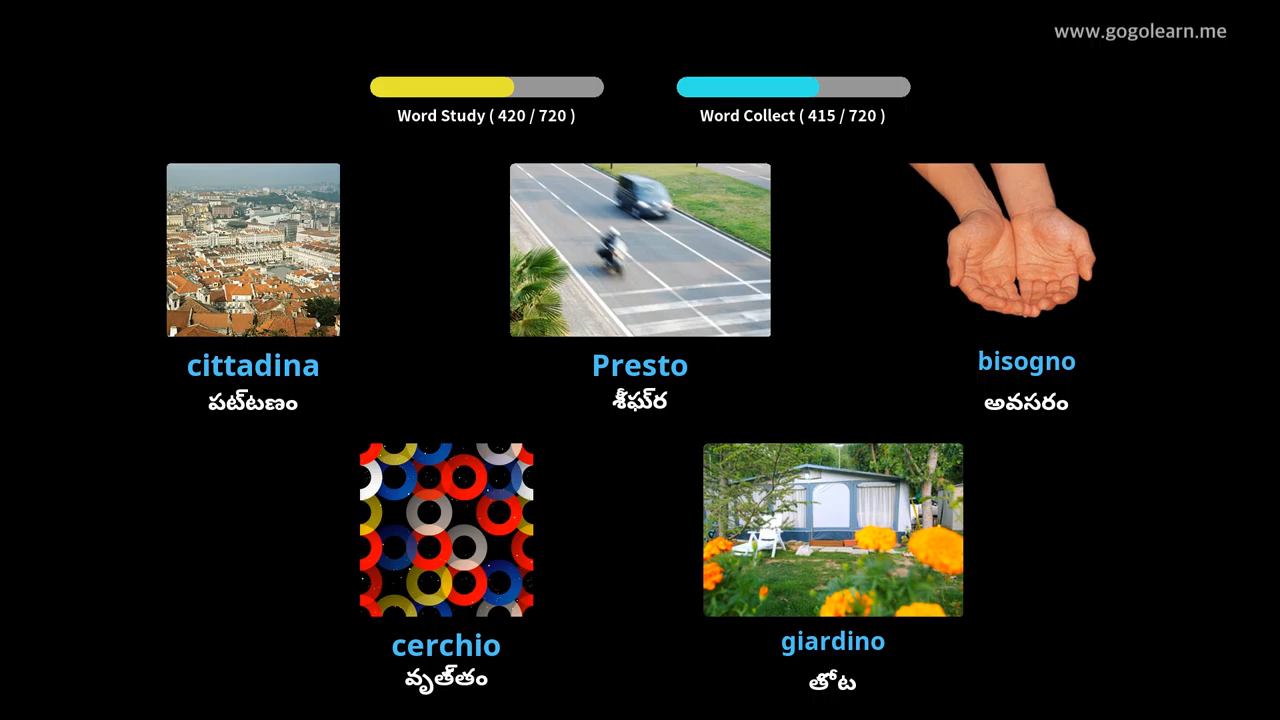 www.gogolearn.me
Word Study ( 420 / 720 )
Word Collect ( 415 / 720 )
cittadina
పట్టణం
Presto
శీఘ్ర
bisogno
అవసరం
cerchio
వృత్తం
giardino
తోట